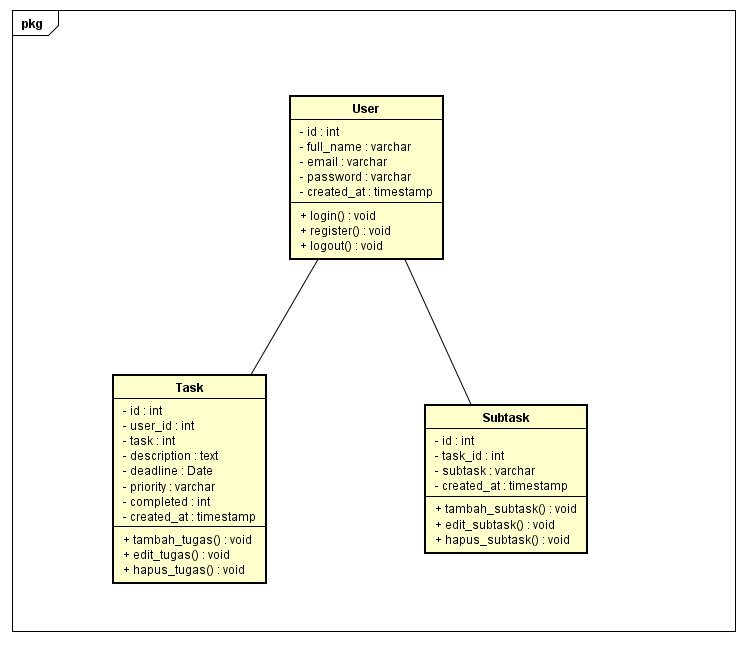 pkg
User
- id : int
- full_name : varchar
- email : varchar
- password : varchar
- created_at : timestamp
+ login() : void
+ register() : void
+ logout() : void
Task
- id : int
- user_id : int
- task : int
- description : text
- deadline : Date
- priority : varchar
- completed : int
- created_at : timestamp
+ tambah_tugas() : void
+ edit_tugas() : void
+ hapus_tugas() : void
Subtask
- id : int
- task_id : int
- subtask : varchar
- created_at : timestamp
+ tambah_subtask() : void
+ edit_subtask() : void
+ hapus_subtask() : void